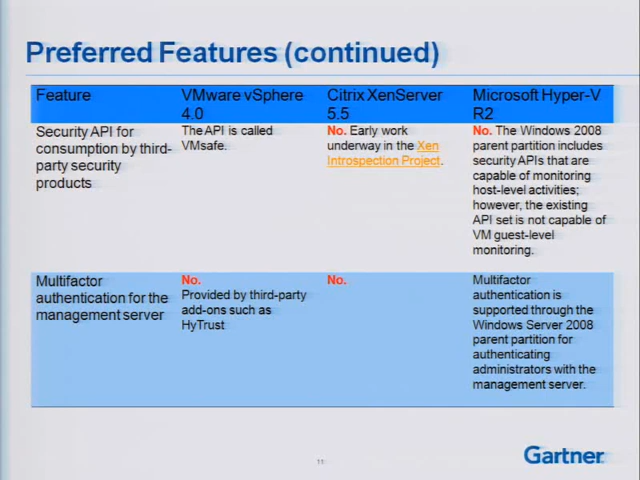 Preferred Features (continued)
Feature
VMware vSphere
4.0
Citrix XenServer
5.5
Microsoft Hyper-V
R2
Security API for
consumption by third-
party security
products
The API is called
VMsafe.
No. Early work
underway in the Xen
Introspection Project.
No. The Windows 2008
parent partition includes
security APIs that are
capable of monitoring
host-level activities;
however, the existing
API set is not capable of
VM guest-level
monitoring.
Multifactor
authentication for the
management server
No.
Provided by third-party
add-ons such as
HyTrust
No.
Multifactor
authentication is
supported through the
Windows Server 2008
parent partition for
authenticating
administrators with the
management server.
11
Gartner